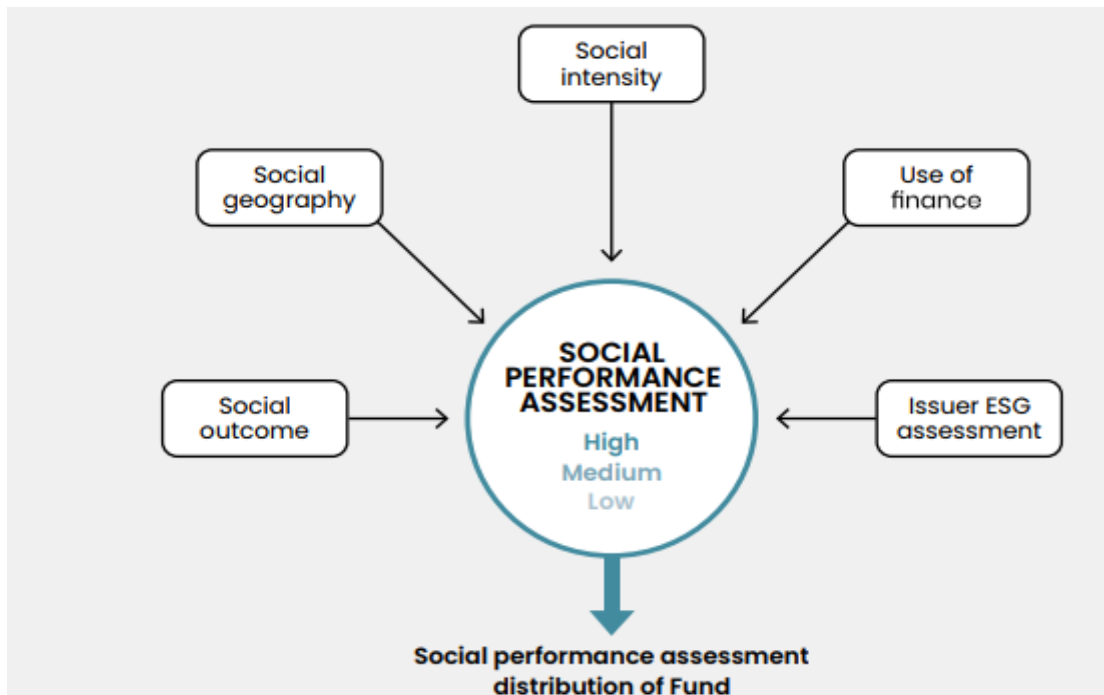 Social
intensity
Social
geography
Use of
finance
Social
outcome
SOCIAL
PERFORMANCE
ASSESSMENT
High
Medium
Low
Issuer ESG
assessment
Social performance assessment
distribution of Fund